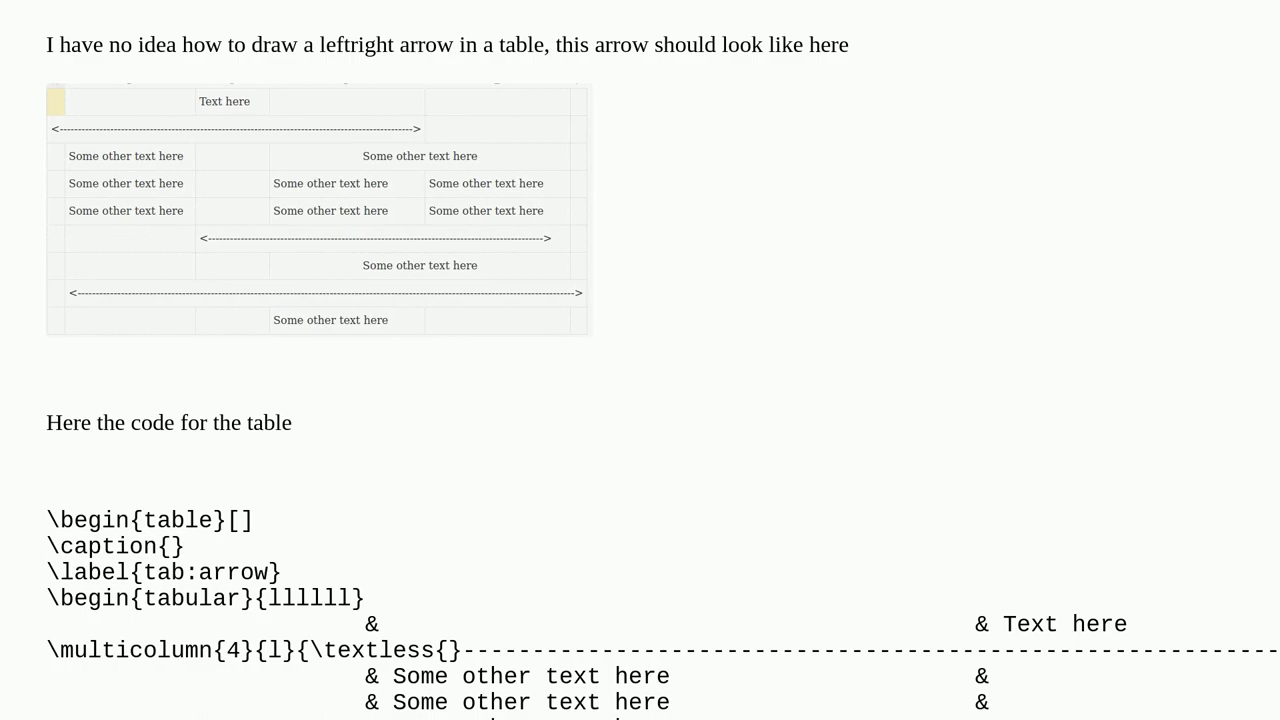 I have no idea how to draw a leftright arrow in a table, this arrow should look like here
Text here
<------------------------------------------------------------------------------------------------>
Some other text here Some other text here
Some other text here Some other text here Some other text here
Some other text here Some other text here Some other text here
<------------------------------------------------------------------------------------------->
Some other text here
<---------------------------------------------------------------------------------------------------------------------------------->
Some other text here
Here the code for the table
\begin{table}[]
\caption{}
\label{tab:arrow}
\begin{tabular}{llllll}
& & Text here
\multicolumn{4}{l}{\textless{}-----------------------------------------------------------
& Some other text here &
& Some other text here &